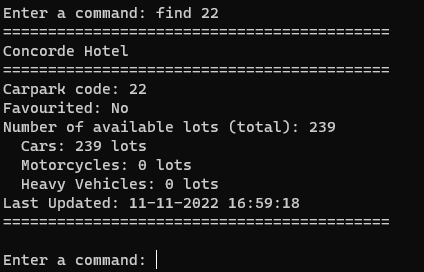 Enter a command: find 22
===========================================
Concorde Hotel
===========================================
Carpark code: 22
Favourited: No
Number of available lots (total): 239
  Cars: 239 lots
  Motorcycles: 0 lots
  Heavy Vehicles: 0 lots
Last Updated: 11-11-2022 16:59:18
===========================================

Enter a command: